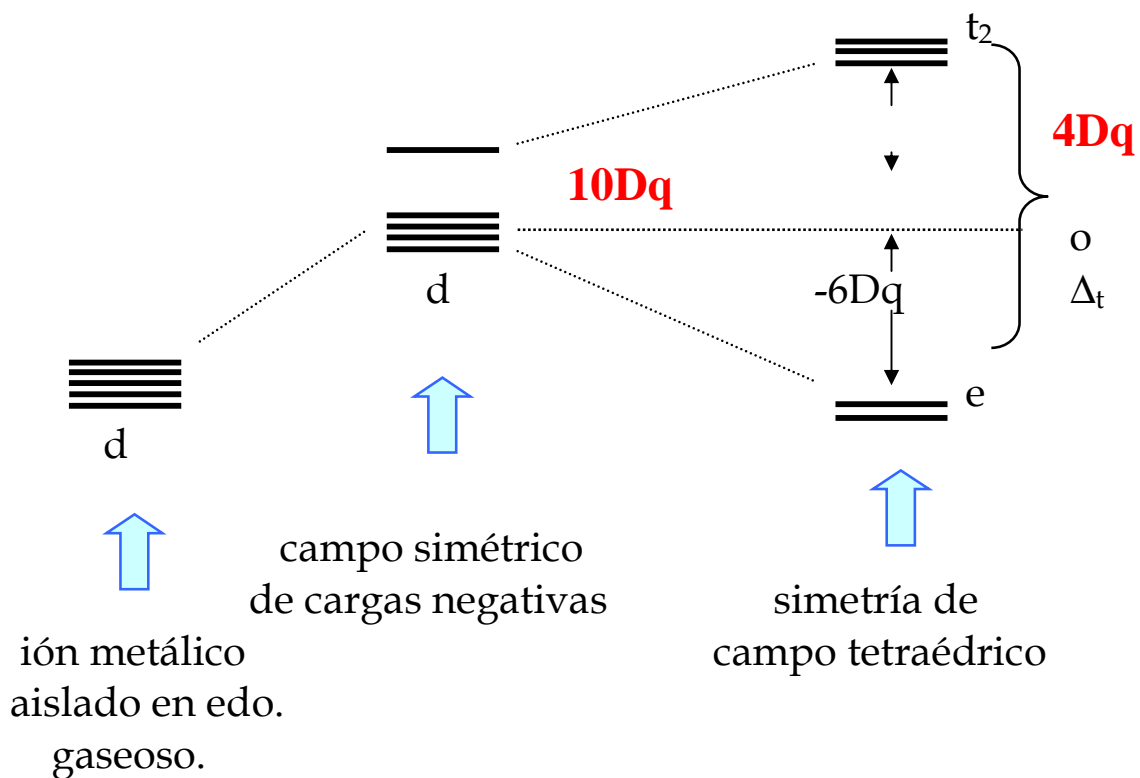 t₂
4Dq
10Dq
o
d
-6Dq
Δt
e
d
campo simétrico
de cargas negativas
simetría de
campo tetraédrico
ión metálico
aislado en edo.
gaseoso.